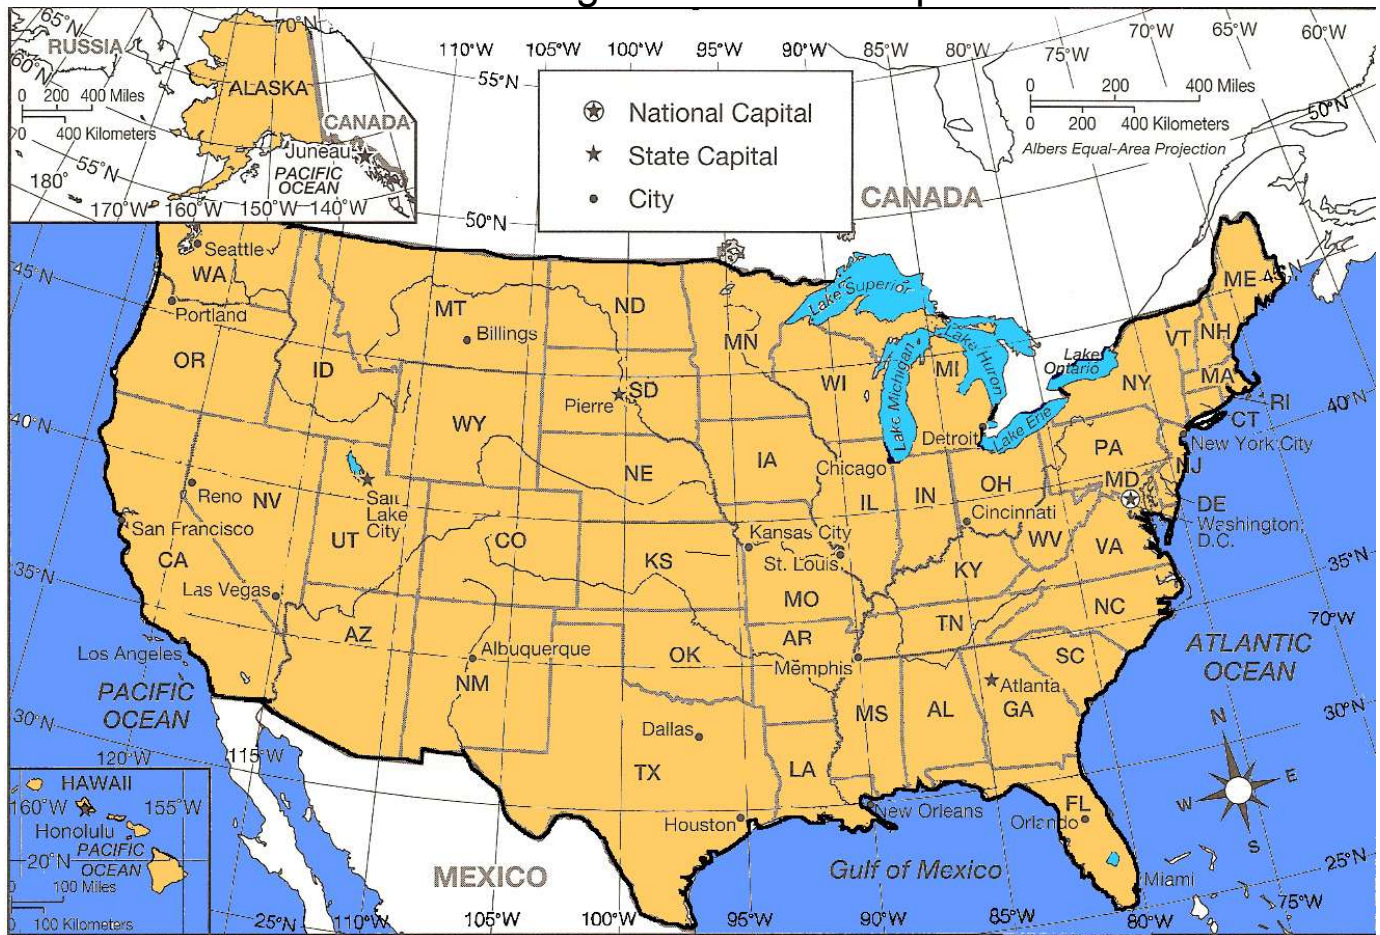 65°N
70°N
RUSSIA
60°N
ALASKA
0 200 400 Miles
0 400 Kilometers
CANADA
Juneau
55°N
PACIFIC
OCEAN
180°
170°W 160°W 150°W 140°W
110°W 105°W 100°W 95°W 90°W 85°W 80°W 75°W 70°W 65°W 60°W
55°N
50°N
National Capital
State Capital
City
0 200 400 Miles
0 200 400 Kilometers
Albers Equal-Area Projection
50°N
CANADA
45°N
40°N
35°N
30°N
Seattle
WA
Portland
OR
ID
MT
Billings
ND
MN
SD
Pierre
WY
NE
IA
WI
MI
Lake Superior
Lake Michigan
Lake Huron
Lake
Ontario
Lake Erie
Detroit
Chicago
ME
45°N
VT
NH
MA
NY
RI
CT
40°N
New York City
PA
NJ
MD
DE
Washington,
D.C.
Reno
NV
San Francisco
CA
Salt
Lake
City
UT
CO
KS
Kansas City
St. Louis
MO
IL
IN
OH
Cincinnati
WV
VA
KY
35°N
Las Vegas
AZ
Albuquerque
NM
OK
AR
Memphis
TN
NC
SC
70°W
Los Angeles
PACIFIC
OCEAN
ATLANTIC
OCEAN
Atlanta
GA
AL
MS
Dallas
TX
LA
30°N
120°W
115°W
N
E
W
S
HAWAII
160°W 155°W
Honolulu
PACIFIC
OCEAN
20°N
0 100 Miles
0 100 Kilometers
MEXICO
Houston
New Orleans
FL
Orlando
Gulf of Mexico
Miami
25°N
25°N 110°W 105°W 100°W 95°W 90°W 85°W 80°W 75°W